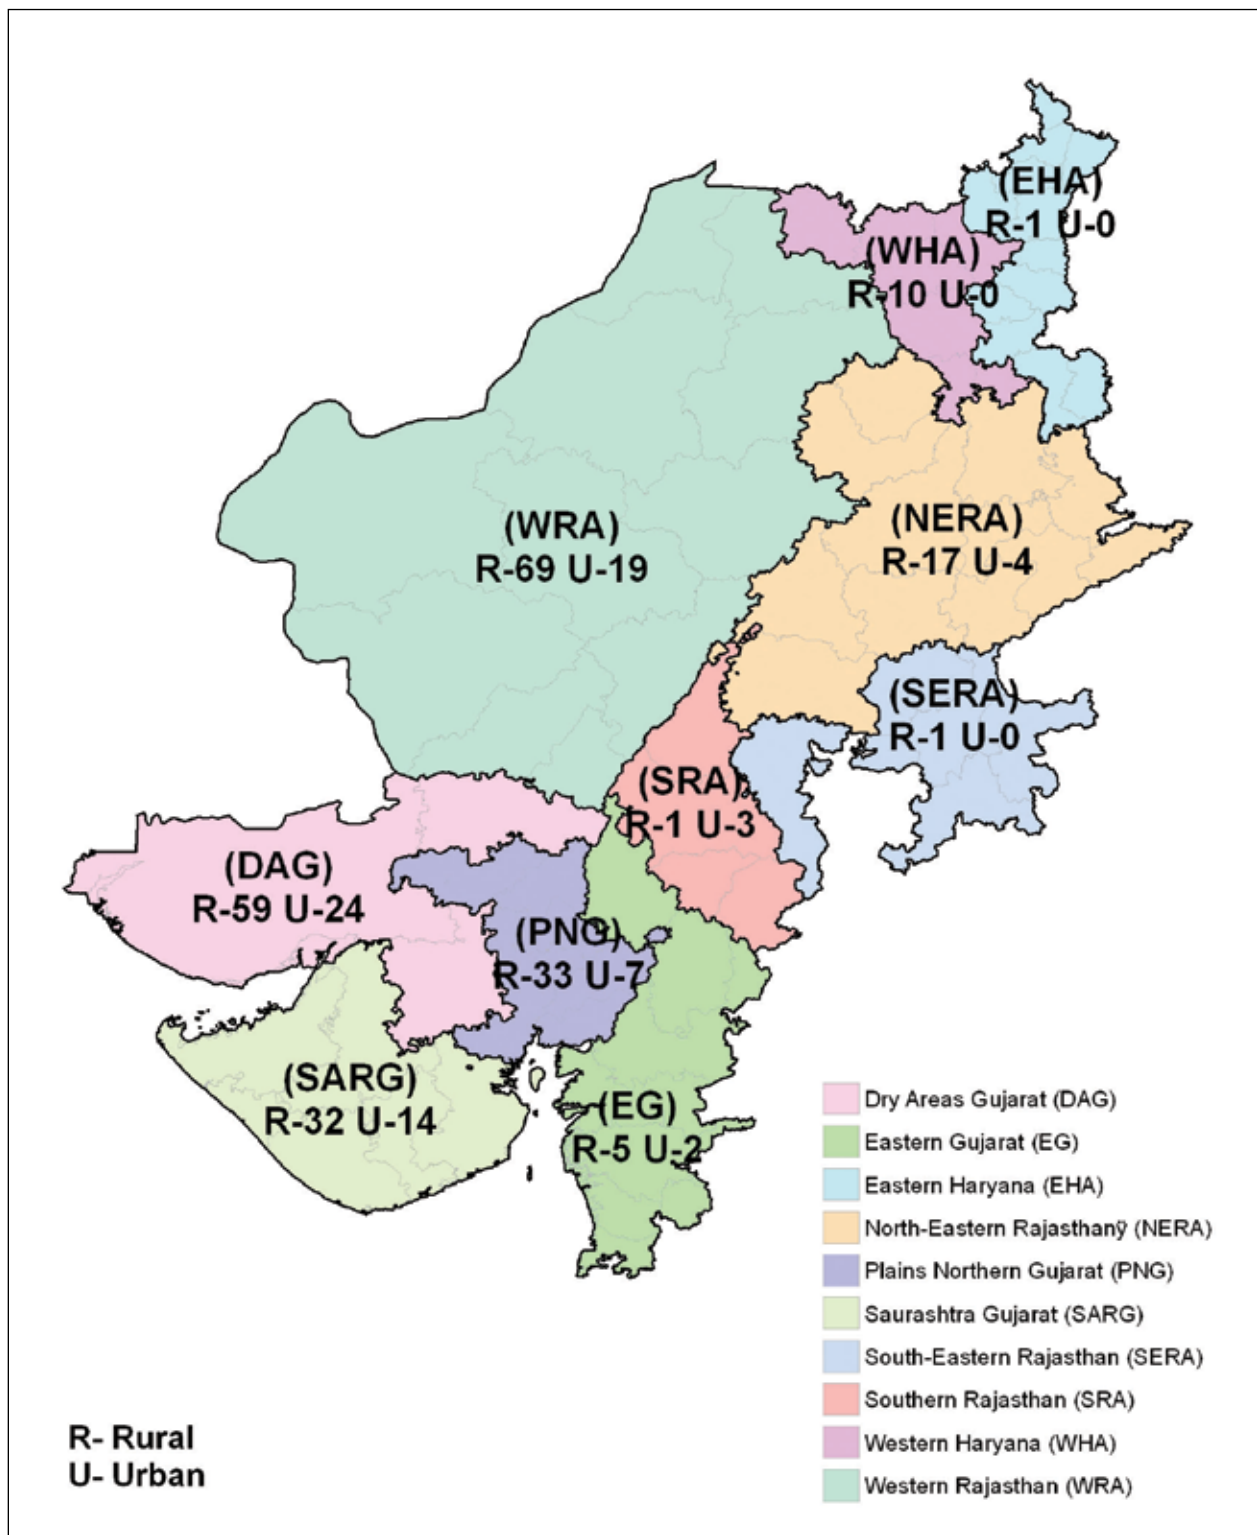 (EHA)
R-1 U-0
(WHA)
R-10 U-0
(WRA)
R-69 U-19
(NERA)
R-17 U-4
(SERA)
R-1 U-0
(SRA)
R-1 U-3
(DAG)
R-59 U-24
(PNG)
R-33 U-7
(SARG)
R-32 U-14
(EG)
R-5 U-2
Dry Areas Gujarat (DAG)
Eastern Gujarat (EG)
Eastern Haryana (EHA)
North-Eastern Rajasthanÿ (NERA)
Plains Northern Gujarat (PNG)
Saurashtra Gujarat (SARG)
South-Eastern Rajasthan (SERA)
Southern Rajasthan (SRA)
Western Haryana (WHA)
Western Rajasthan (WRA)
R- Rural
U- Urban